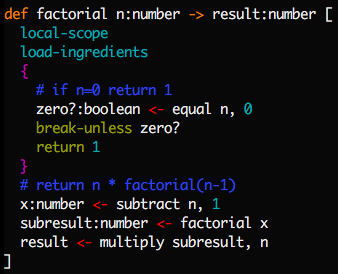 def factorial n:number -> result:number [
  local-scope
  load-ingredients
  {
    # if n=0 return 1
    zero?:boolean <- equal n, 0
    break-unless zero?
    return 1
  }
  # return n * factorial(n-1)
  x:number <- subtract n, 1
  subresult:number <- factorial x
  result <- multiply subresult, n
]